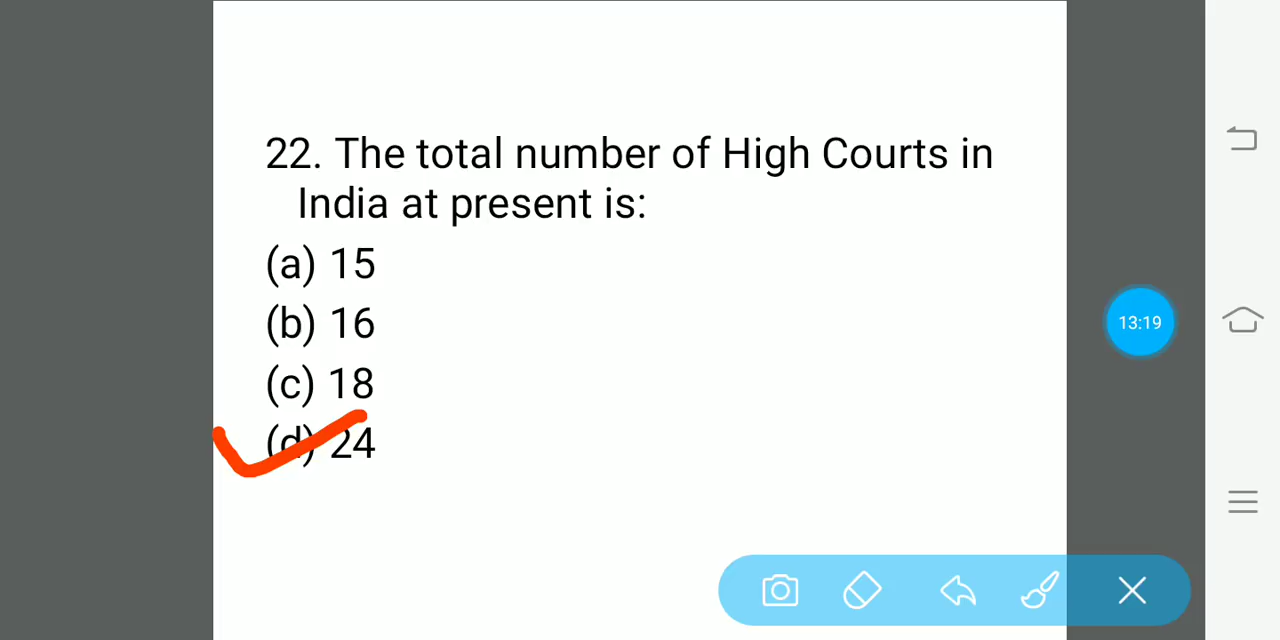 22. The total number of High Courts in
India at present is:
(a) 15
(b) 16
(c) 18
(d) 24
13:19